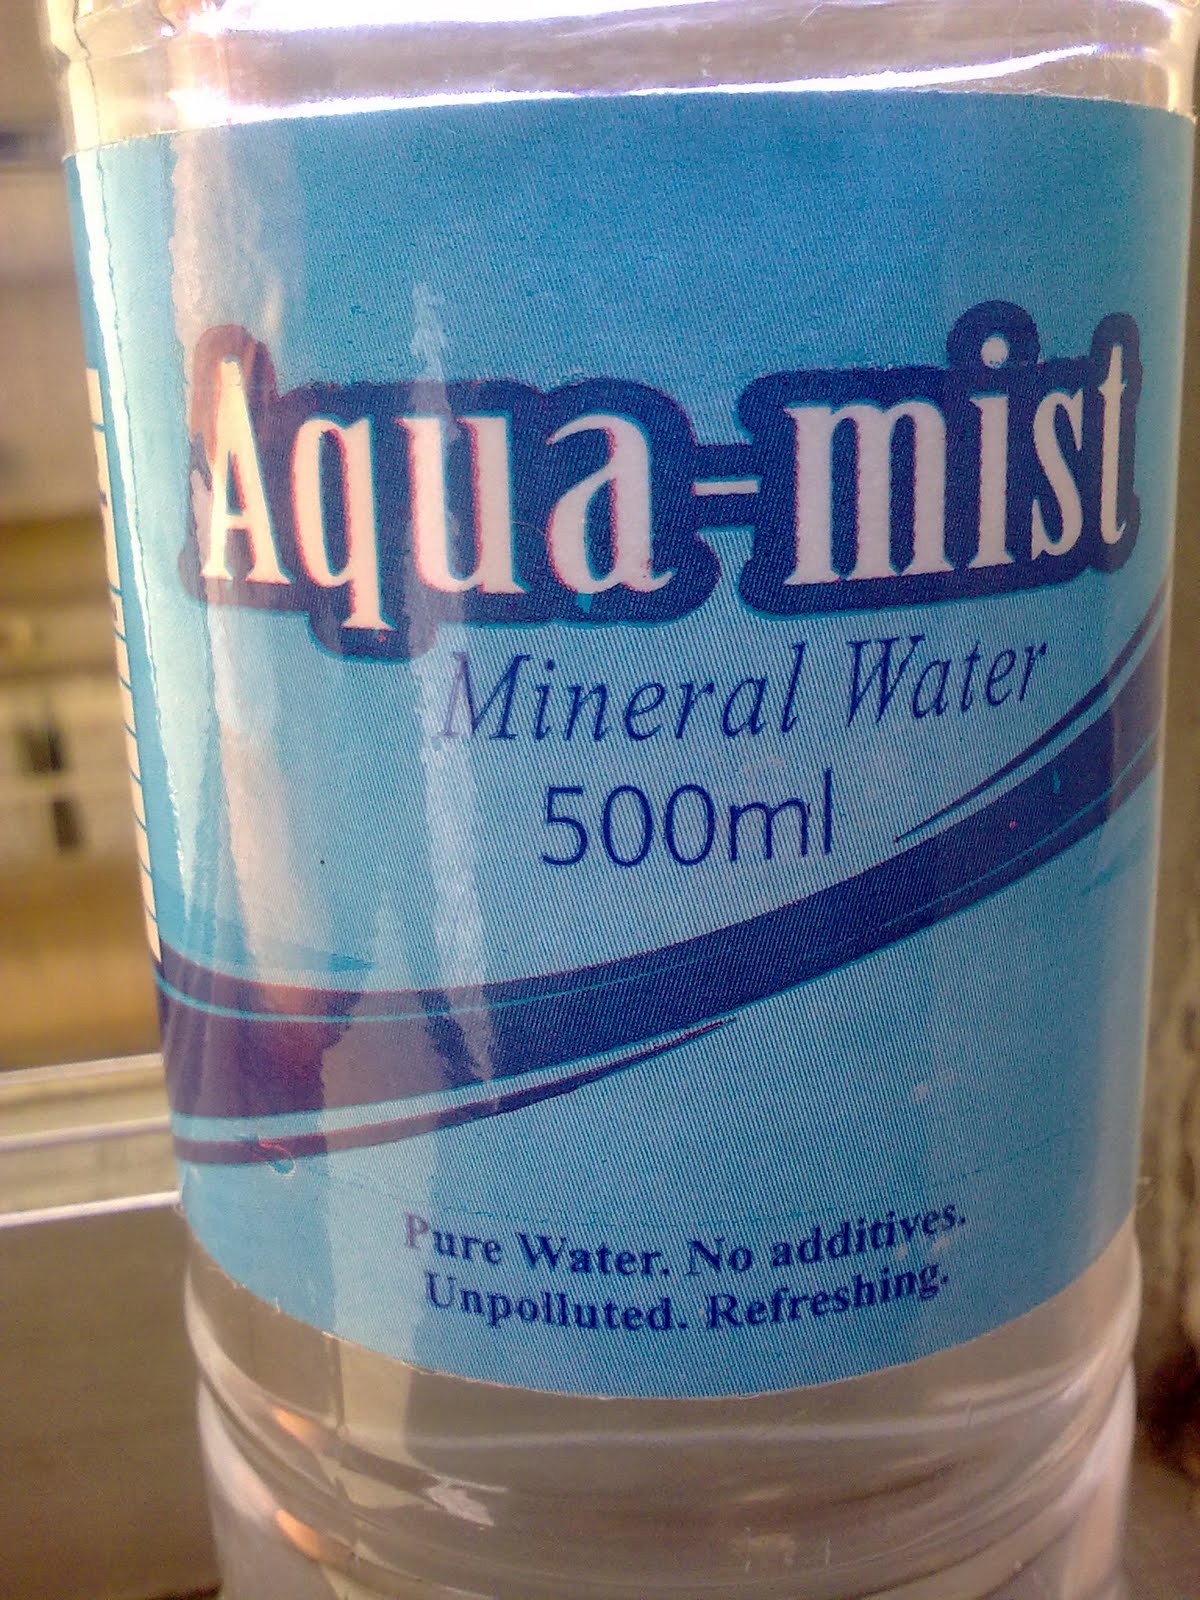 Aqua-mist
Mineral Water
500ml
Pure Water. No additives.
Unpolluted. Refreshing.